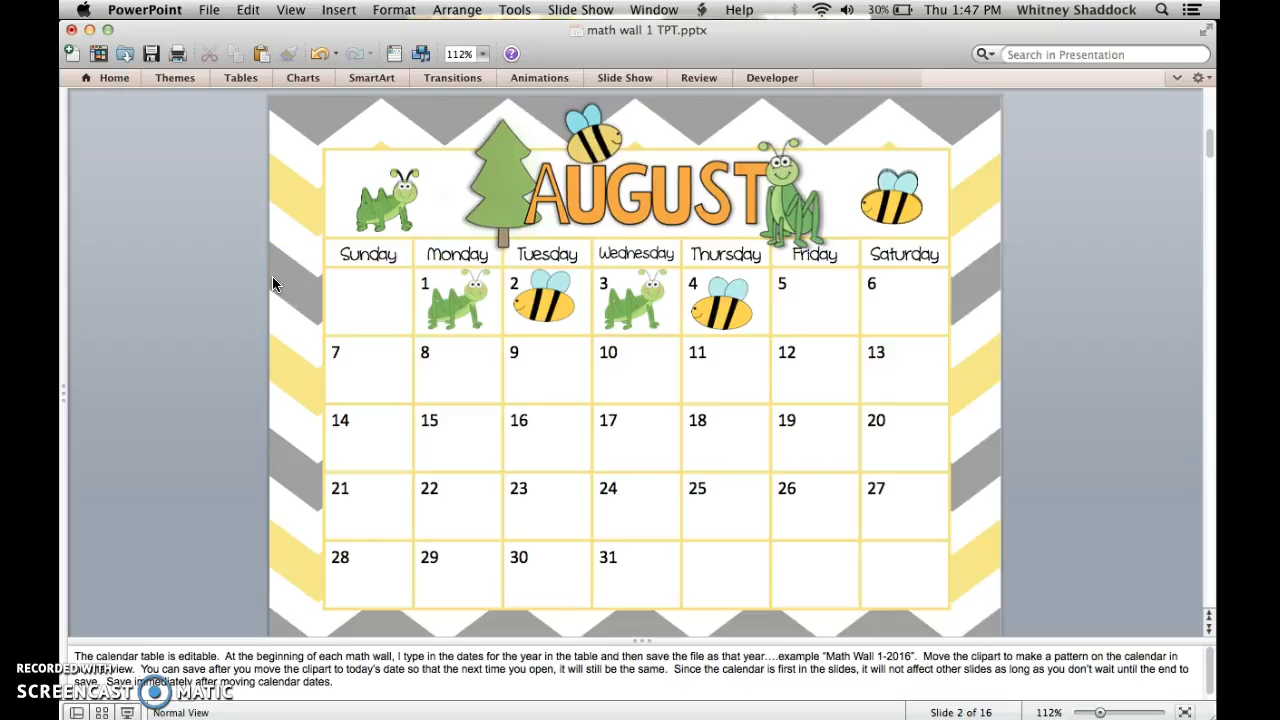 PowerPoint File Edit View Insert Format Arrange Tools Slide Show Window Help 30% Thu 1:47 PM Whitney Shaddock
math wall 1 TPT.pptx
112% Search in Presentation
Home Themes Tables Charts SmartArt Transitions Animations Slide Show Review Developer
AUGUST
Sunday Monday Tuesday Wednesday Thursday Friday Saturday
1 2 3 4 5 6
7 8 9 10 11 12 13
14 15 16 17 18 19 20
21 22 23 24 25 26 27
28 29 30 31
The calendar table is editable. At the beginning of each math wall, I type in the dates for the year in the table and then save the file as that year....example "Math Wall 1-2016". Move the clipart to make a pattern on the calendar in
view. You can save after you move the clipart to today's date so that the next time you open, it will still be the same. Since the calendar is first in the slides, it will not affect other slides as long as you don't wait until the end to
save. Save immediately after moving calendar dates.
RECORDED WITH
SCREENCAST MATIC
Normal View Slide 2 of 16 112%